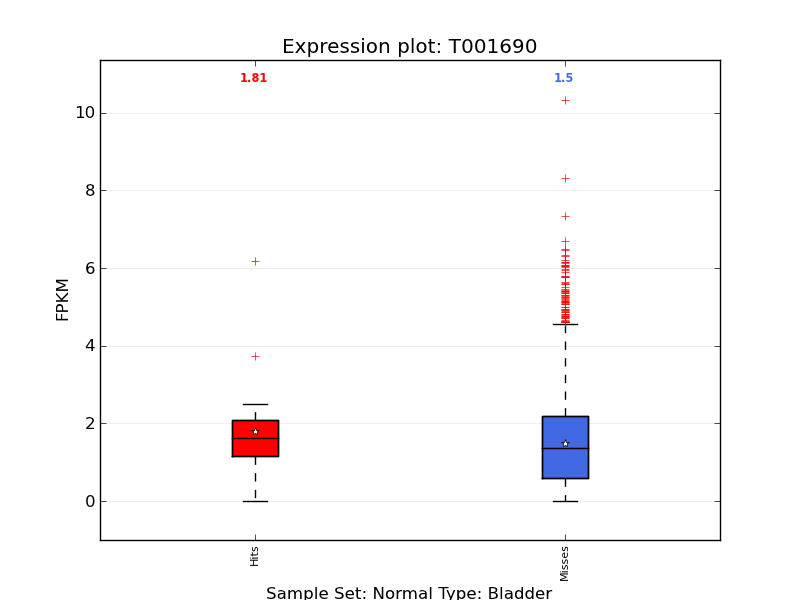 Expression plot: T001690
1.81
1.5
10
8
6
4
2
0
FPKM
Hits
Misses
Sample Set: Normal Type: Bladder